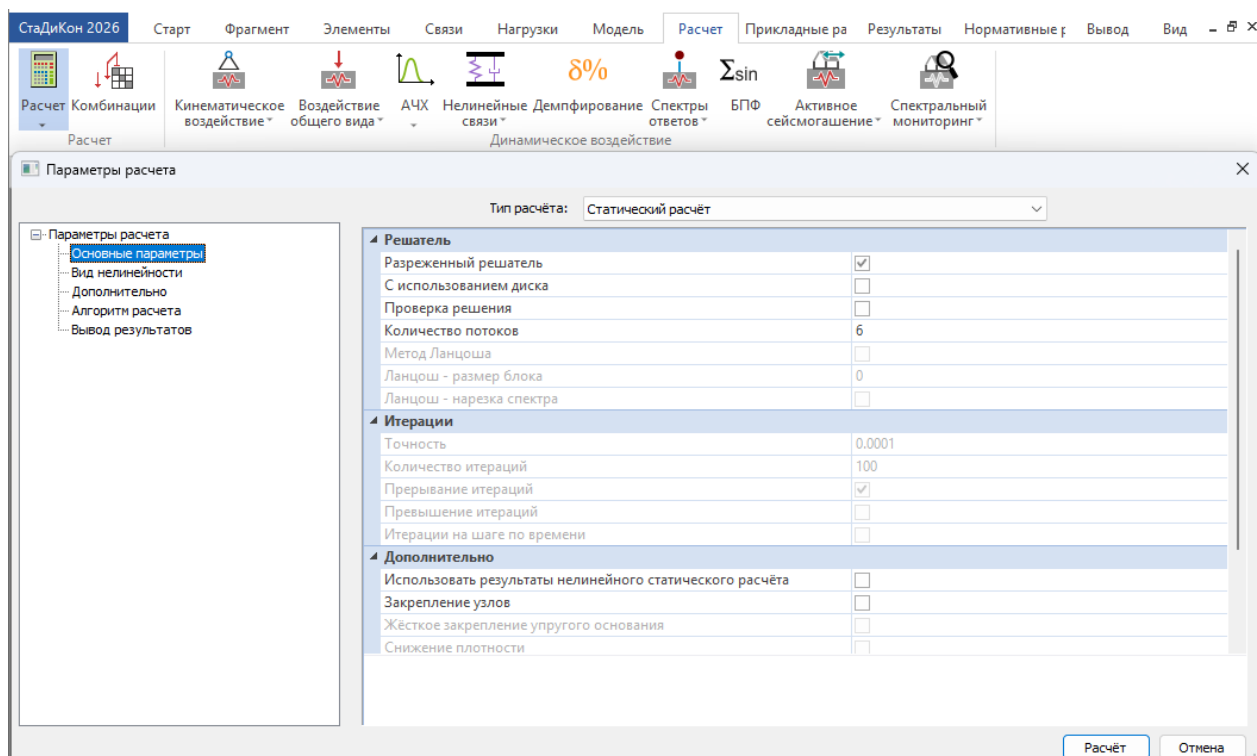 СтаДиКон 2026 Старт Фрагмент Элементы Связи Нагрузки Модель Расчет Прикладные ра Результаты Нормативные р Вывод Вид
δ% Σsin
Расчет Комбинации Кинематическое воздействие Воздействие общего вида АЧХ Нелинейные связи Демпфирование Спектры ответов БПФ Активное сейсмогашение Спектральный мониторинг
Расчет Динамическое воздействие
Параметры расчета
Тип расчёта: Статический расчёт
Параметры расчета
Основные параметры
Вид нелинейности
Дополнительно
Алгоритм расчета
Вывод результатов
Решатель
Разреженный решатель
С использованием диска
Проверка решения
Количество потоков 6
Метод Ланцоша
Ланцош - размер блока 0
Ланцош - нарезка спектра
Итерации
Точность 0.0001
Количество итераций 100
Прерывание итераций
Превышение итераций
Итерации на шаге по времени
Дополнительно
Использовать результаты нелинейного статического расчёта
Закрепление узлов
Жёсткое закрепление упругого основания
Снижение плотности
Расчёт Отмена